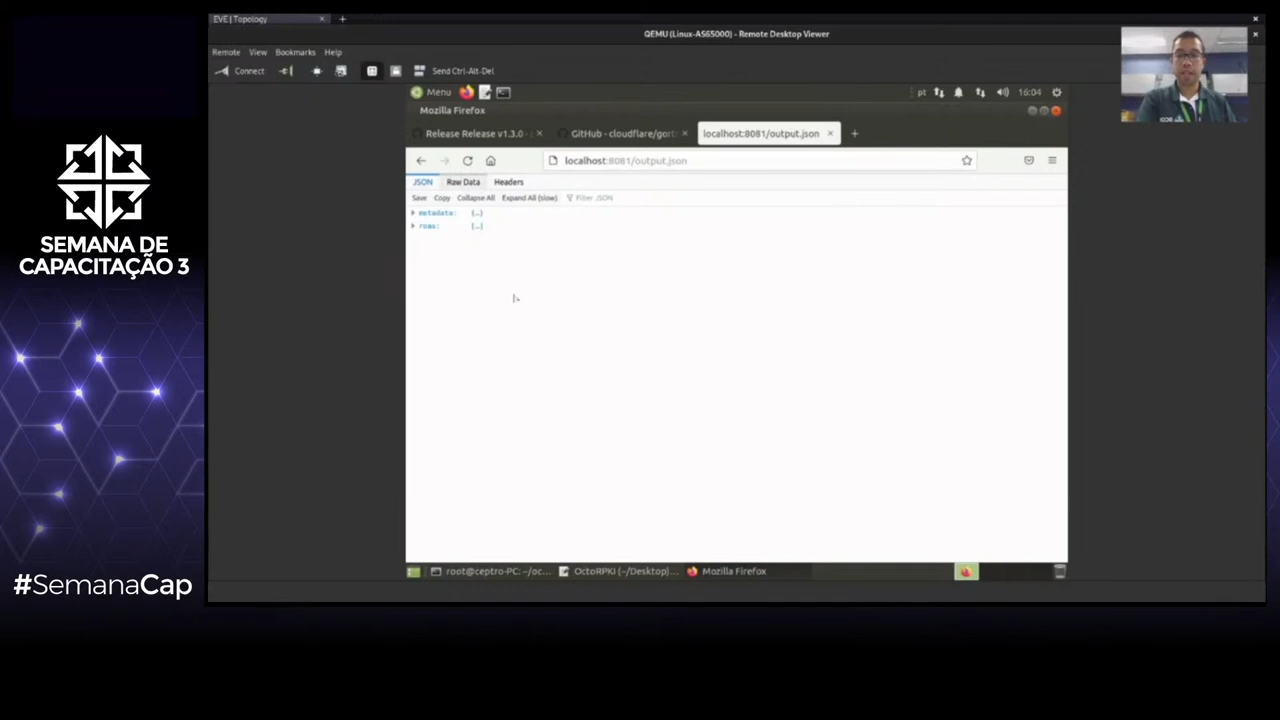 EVE | Topology
QEMU (Linux-AS65000) - Remote Desktop Viewer
Remote View Bookmarks Help
Connect
Send Ctrl-Alt-Del
Menu
pt
16:04
Mozilla Firefox
Release Release v1.3.0 -
GitHub - cloudflare/gort
localhost:8081/output.json
localhost:8081/output.json
JSON Raw Data Headers
Save Copy Collapse All Expand All (slow) Filter JSON
metadata: {…}
roas: […]
SEMANA DE
CAPACITAÇÃO 3
#SemanaCap
root@ceptro-PC: ~/oc...
OctoRPKI (~/Desktop)...
Mozilla Firefox